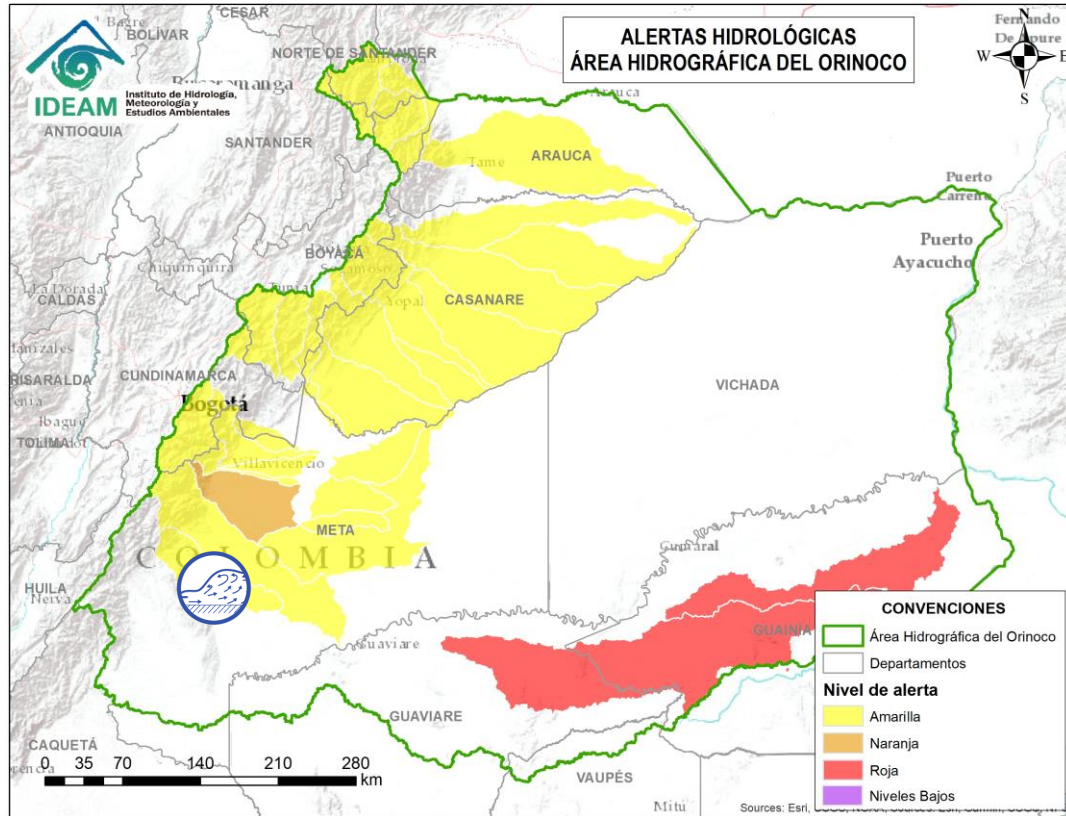 ALERTAS HIDROLÓGICAS
ÁREA HIDROGRÁFICA DEL ORINOCO
IDEAM
Instituto de Hidrología,
Meteorología y
Estudios Ambientales
N
W E
S
CESAR
BOLÍVAR
NORTE DE SANTANDER
Fernando
De Apure
ANTIOQUIA
SANTANDER
Arauca
ARAUCA
Tame
Puerto
Carreño
Puerto
Ayacucho
BOYACÁ
Chiquinquirá
La Dorada
CALDAS
Tunja
Yopal
CASANARE
RISARALDA
CUNDINAMARCA
Bogotá
VICHADA
Ibagué
TOLIMA
Villavicencio
META
COLOMBIA
HUILA
Neiva
Guaviare
GUAINÍA
GUAVIARE
CAQUETÁ
VAUPÉS
Mitú
0 35 70 140 210 280
km
CONVENCIONES
Área Hidrográfica del Orinoco
Departamentos
Nivel de alerta
Amarilla
Naranja
Roja
Niveles Bajos
Sources: Esri,